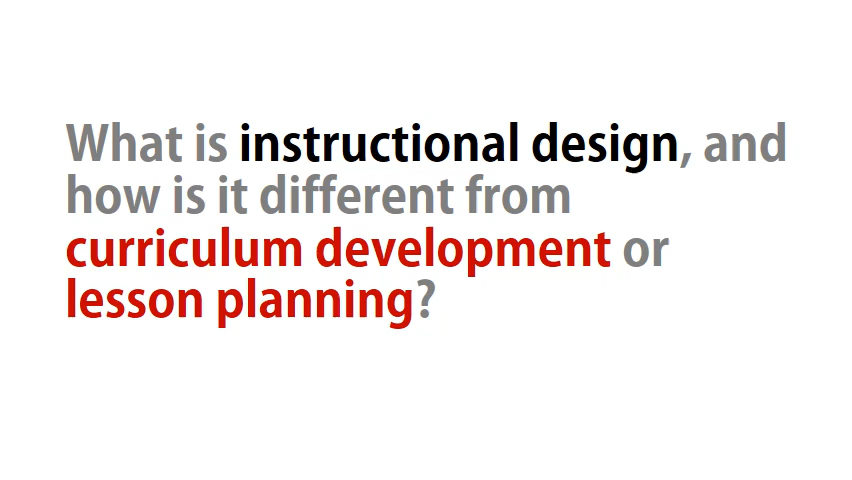 What is instructional design, and
how is it different from
curriculum development or
lesson planning?